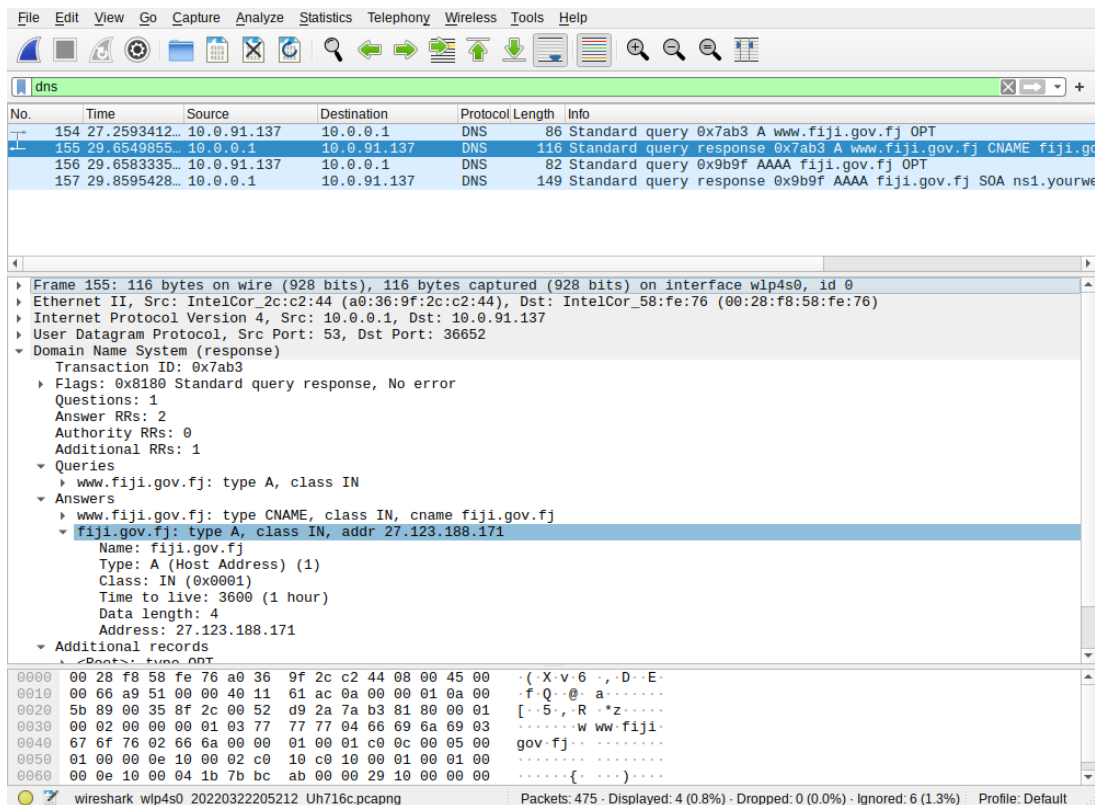 File Edit View Go Capture Analyze Statistics Telephony Wireless Tools Help
dns
No. Time Source Destination Protocol Length Info
154 27.2593412… 10.0.91.137 10.0.0.1 DNS 86 Standard query 0x7ab3 A www.fiji.gov.fj OPT
155 29.6549855… 10.0.0.1 10.0.91.137 DNS 116 Standard query response 0x7ab3 A www.fiji.gov.fj CNAME fiji.go
156 29.6583335… 10.0.91.137 10.0.0.1 DNS 82 Standard query 0x9b9f AAAA fiji.gov.fj OPT
157 29.8595428… 10.0.0.1 10.0.91.137 DNS 149 Standard query response 0x9b9f AAAA fiji.gov.fj SOA ns1.yourwe
Frame 155: 116 bytes on wire (928 bits), 116 bytes captured (928 bits) on interface wlp4s0, id 0
Ethernet II, Src: IntelCor_2c:c2:44 (a0:36:9f:2c:c2:44), Dst: IntelCor_58:fe:76 (00:28:f8:58:fe:76)
Internet Protocol Version 4, Src: 10.0.0.1, Dst: 10.0.91.137
User Datagram Protocol, Src Port: 53, Dst Port: 36652
Domain Name System (response)
Transaction ID: 0x7ab3
Flags: 0x8180 Standard query response, No error
Questions: 1
Answer RRs: 2
Authority RRs: 0
Additional RRs: 1
Queries
www.fiji.gov.fj: type A, class IN
Answers
www.fiji.gov.fj: type CNAME, class IN, cname fiji.gov.fj
fiji.gov.fj: type A, class IN, addr 27.123.188.171
Name: fiji.gov.fj
Type: A (Host Address) (1)
Class: IN (0x0001)
Time to live: 3600 (1 hour)
Data length: 4
Address: 27.123.188.171
Additional records
<Root>: type OPT
0000 00 28 f8 58 fe 76 a0 36 9f 2c c2 44 08 00 45 00 ·(·X·v·6 ·,·D··E·
0010 00 66 a9 51 00 00 40 11 61 ac 0a 00 00 01 0a 00 ·f·Q··@· a·······
0020 5b 89 00 35 8f 2c 00 52 d9 2a 7a b3 81 80 00 01 [··5·,·R ·*z·····
0030 00 02 00 00 00 01 03 77 77 77 04 66 69 6a 69 03 ·······w ww·fiji·
0040 67 6f 76 02 66 6a 00 00 01 00 01 c0 0c 00 05 00 gov·fj·· ········
0050 01 00 00 0e 10 00 02 c0 10 c0 10 00 01 00 01 00 ········ ········
0060 00 0e 10 00 04 1b 7b bc ab 00 00 29 10 00 00 00 ······{· ···)····
wireshark_wlp4s0_20220322205212_Uh716c.pcapng Packets: 475 · Displayed: 4 (0.8%) · Dropped: 0 (0.0%) · Ignored: 6 (1.3%) Profile: Default